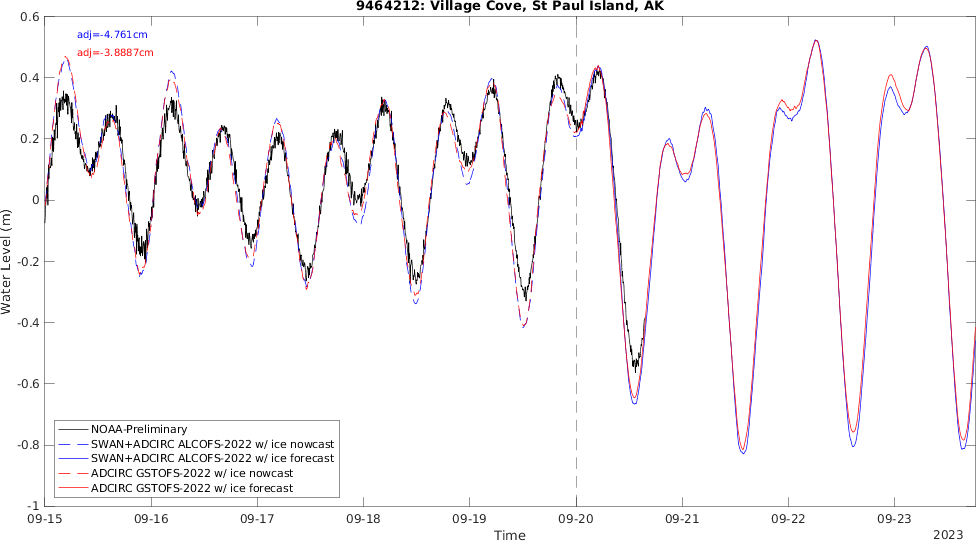 9464212: Village Cove, St Paul Island, AK
adj=-4.761cm
adj=-3.8887cm
0.6
0.4
0.2
0
-0.2
-0.4
-0.6
-0.8
-1
Water Level (m)
NOAA-Preliminary
SWAN+ADCIRC ALCOFS-2022 w/ ice nowcast
SWAN+ADCIRC ALCOFS-2022 w/ ice forecast
ADCIRC GSTOFS-2022 w/ ice nowcast
ADCIRC GSTOFS-2022 w/ ice forecast
09-15 09-16 09-17 09-18 09-19 09-20 09-21 09-22 09-23
Time
2023